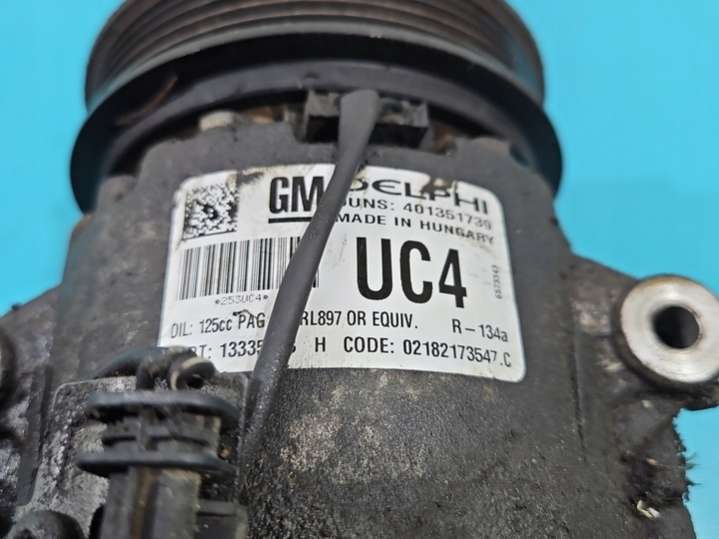 GM DELPHI
DUNS: 401351739
MADE IN HUNGARY
UC4
*253UC4*
OIL: 125cc PAG RL897 OR EQUIV. R-134a
H CODE: 02182173547.C